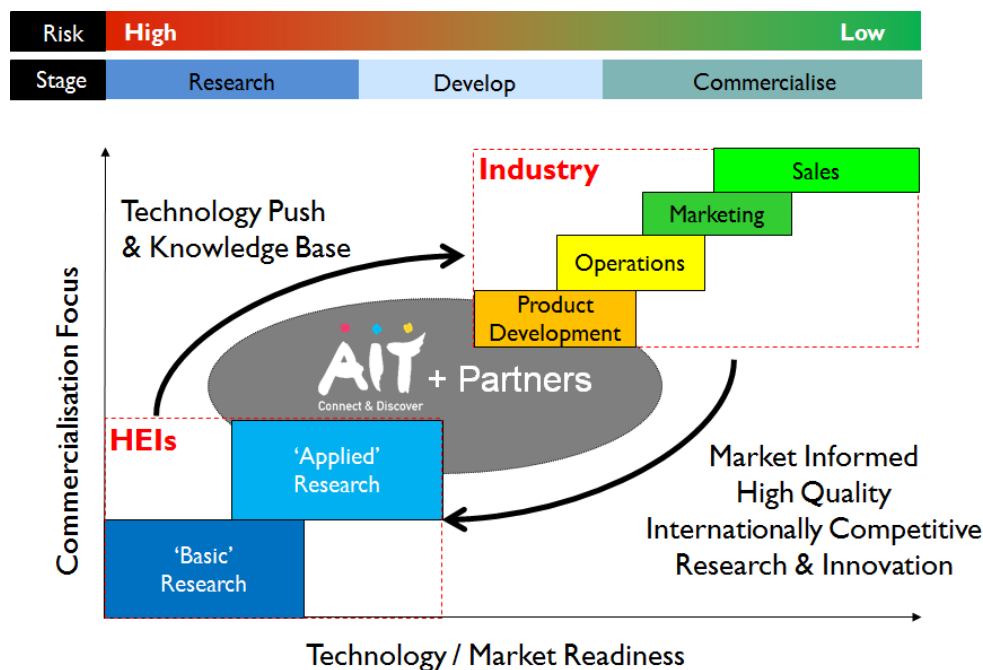 Risk High Low
Stage Research Develop Commercialise
Industry
Sales
Marketing
Operations
Product
Development
Technology Push
& Knowledge Base
AIT + Partners
Connect & Discover
HEIs
‘Applied’
Research
‘Basic’
Research
Market Informed
High Quality
Internationally Competitive
Research & Innovation
Commercialisation Focus
Technology / Market Readiness